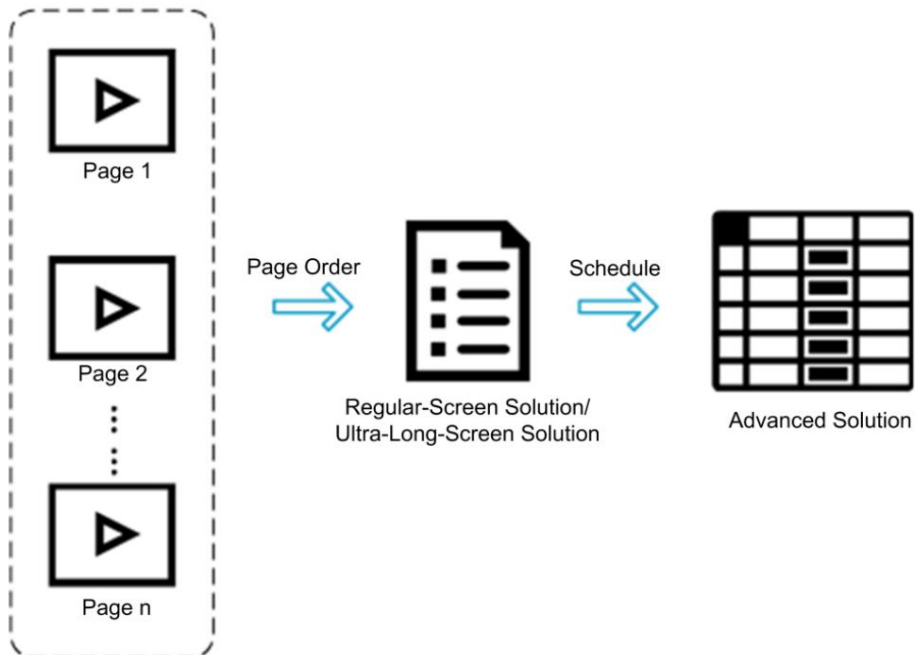 Page 1
Page 2
Page n
Page Order
Regular-Screen Solution/
Ultra-Long-Screen Solution
Schedule
Advanced Solution